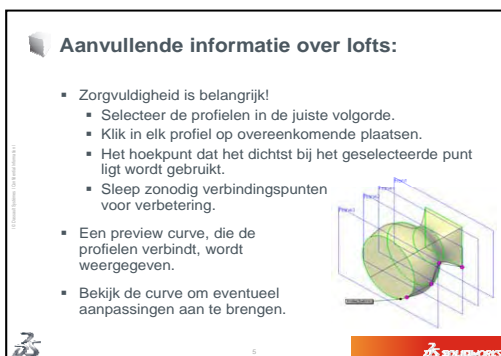 Aanvullende informatie over lofts:
▪ Zorgvuldigheid is belangrijk!
▪ Selecteer de profielen in de juiste volgorde.
▪ Klik in elk profiel op overeenkomende plaatsen.
▪ Het hoekpunt dat het dichtst bij het geselecteerde punt
ligt wordt gebruikt.
▪ Sleep zonodig verbindingspunten
voor verbetering.
▪ Een preview curve, die de
profielen verbindt, wordt
weergegeven.
▪ Bekijk de curve om eventueel
aanpassingen aan te brengen.
5
SOLIDWORKS